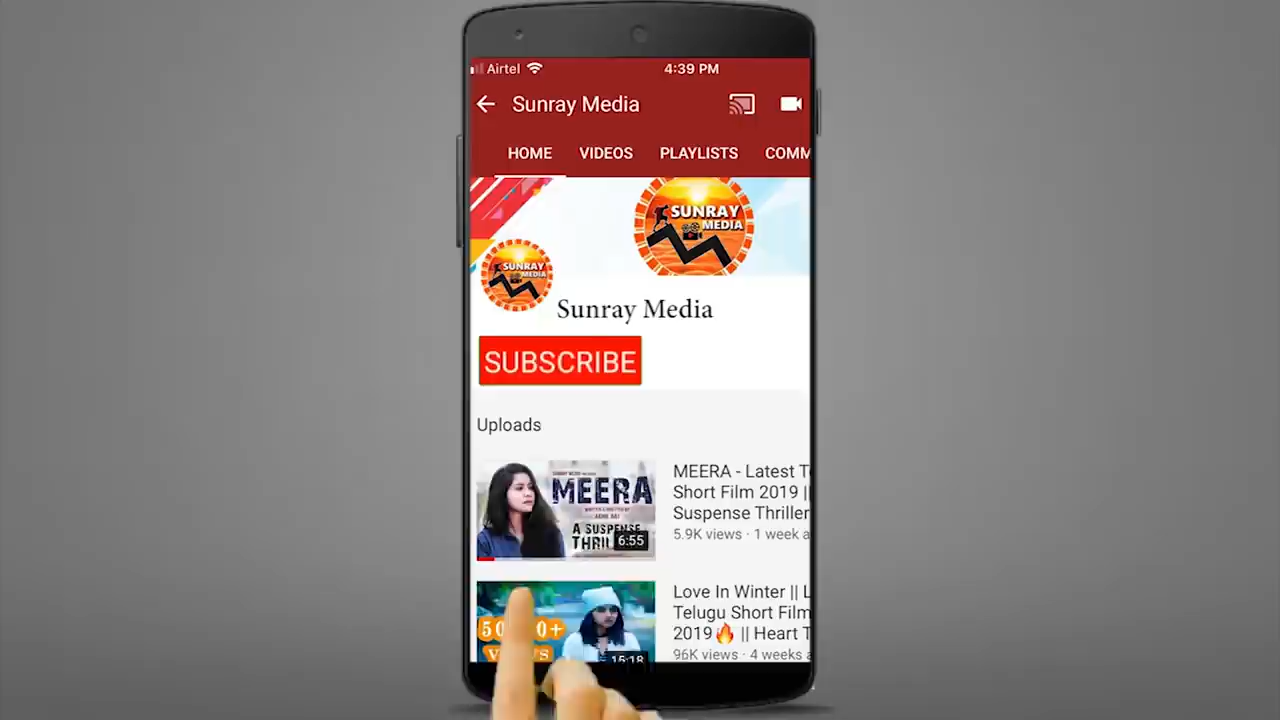 Airtel
4:39 PM
Sunray Media
HOME VIDEOS PLAYLISTS COMM
SUNRAY
MEDIA
SUNRAY
MEDIA
Sunray Media
SUBSCRIBE
Uploads
MEERA
A SUSPENSE
6:55
MEERA - Latest T
Short Film 2019 ||
Suspense Thriller
5.9K views · 1 week a
15:18
Love In Winter || L
Telugu Short Film
2019🔥 || Heart T
96K views · 4 weeks a